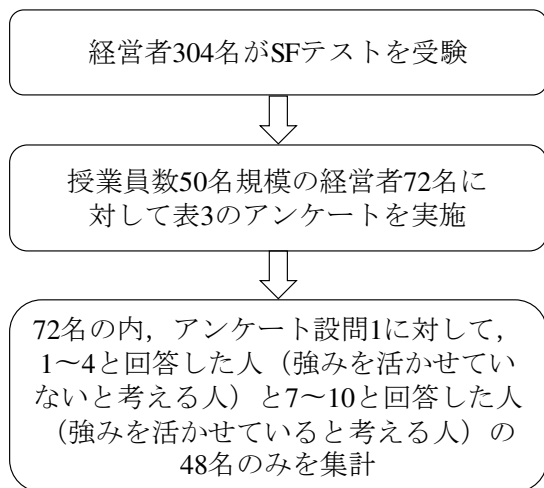 経営者304名がSFテストを受験
授業員数50名規模の経営者72名に
対して表3のアンケートを実施
72名の内，アンケート設問1に対して，
1～4と回答した人（強みを活かせてい
ないと考える人）と7～10と回答した人
（強みを活かせていると考える人）の
48名のみを集計